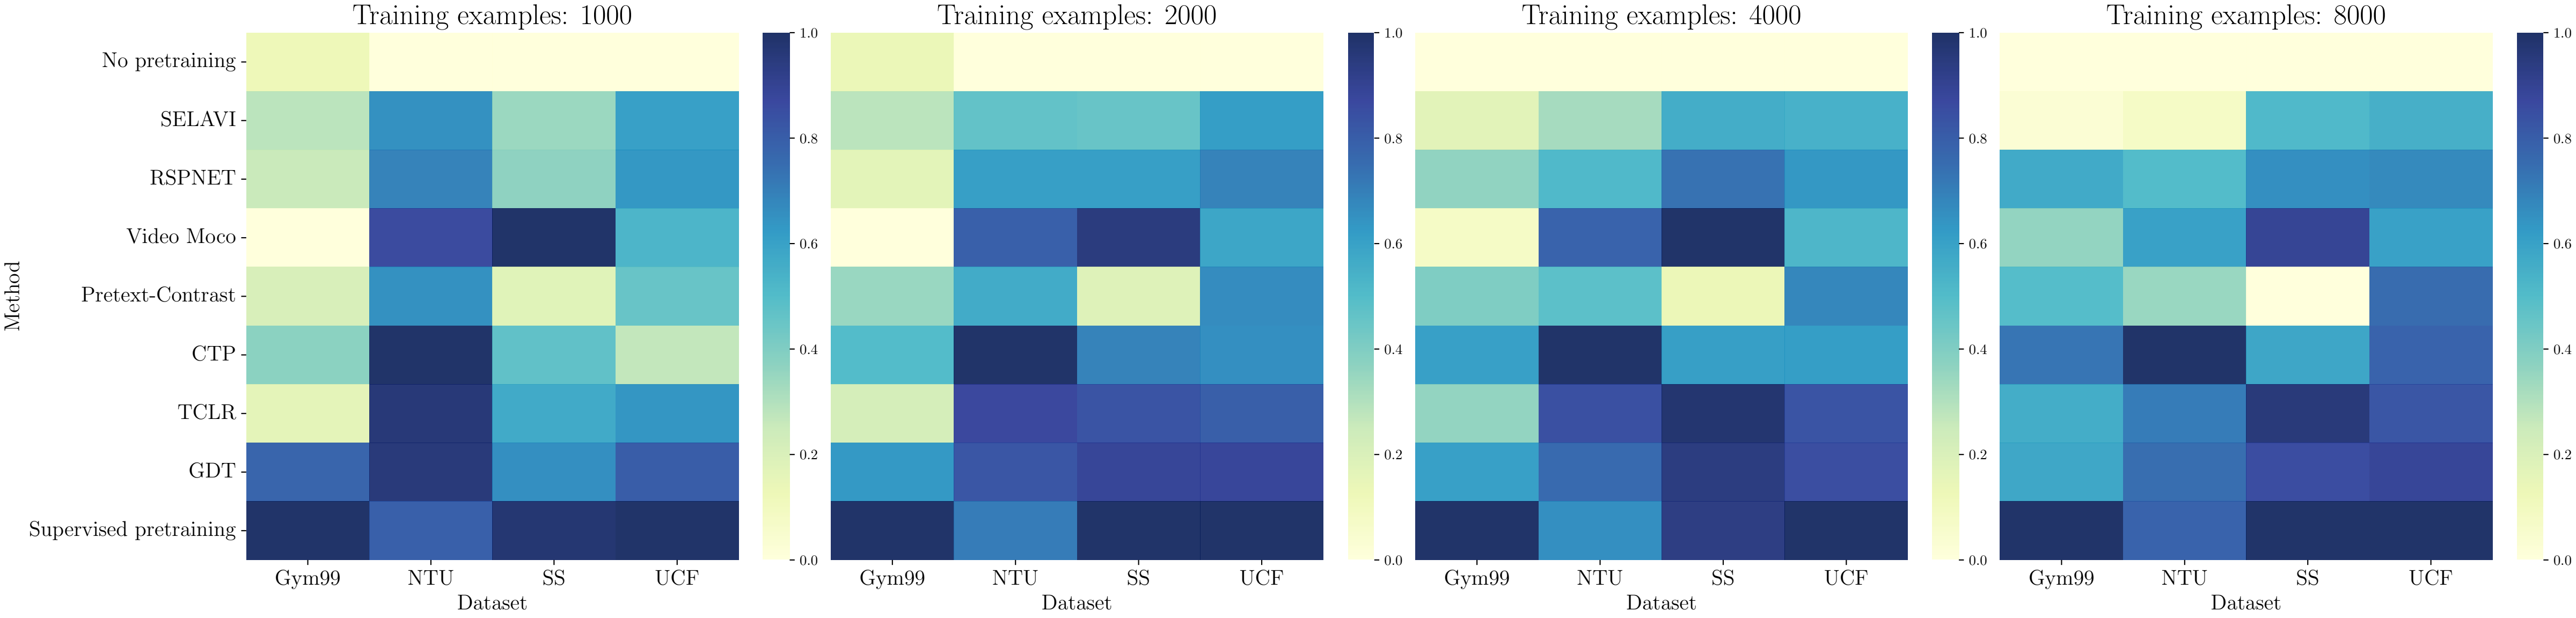 Training examples: 1000
Training examples: 2000
Training examples: 4000
Training examples: 8000
Method
No pretraining
SELAVI
RSPNET
Video Moco
Pretext-Contrast
CTP
TCLR
GDT
Supervised pretraining
1.0
0.8
0.6
0.4
0.2
0.0
1.0
0.8
0.6
0.4
0.2
0.0
1.0
0.8
0.6
0.4
0.2
0.0
1.0
0.8
0.6
0.4
0.2
0.0
Gym99 NTU SS UCF
Dataset
Gym99 NTU SS UCF
Dataset
Gym99 NTU SS UCF
Dataset
Gym99 NTU SS UCF
Dataset